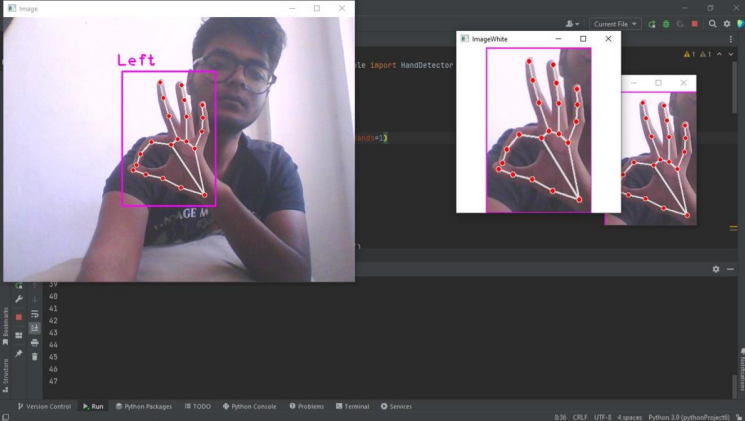 Image
Left
ImageWhite
Current File
ble import HandDetector
1 1
ands=1)
()
39
40
41
42
43
44
45
46
47
Bookmarks
Structure
Notifications
Version Control Run Python Packages TODO Python Console Problems Terminal Services
8:36 CRLF UTF-8 4 spaces Python 3.9 (pythonProject6)